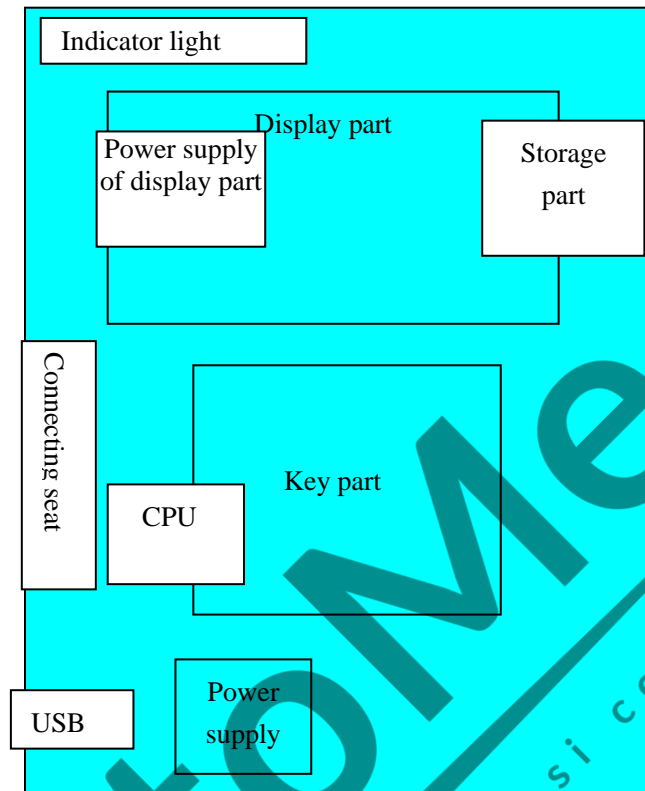 Indicator light
Display part
Power supply
of display part
Storage
part
Connecting seat
Key part
CPU
Power
supply
USB